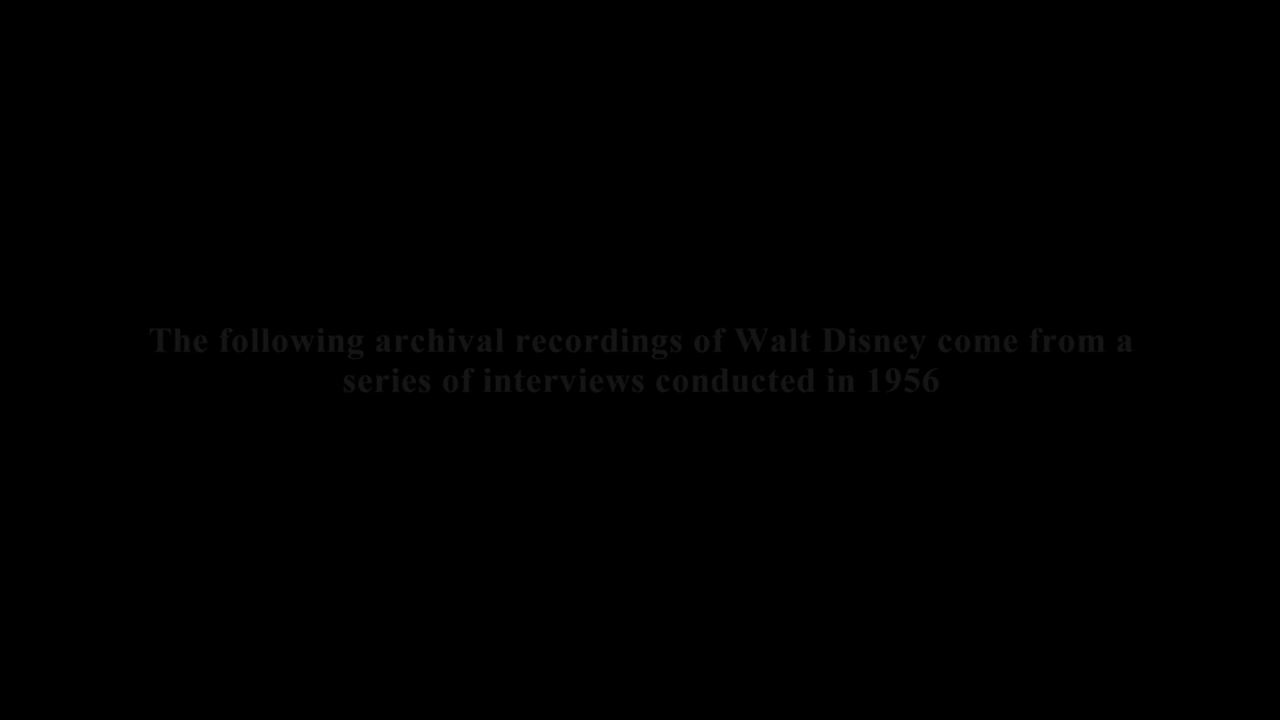 The following archival recordings of Walt Disney come from a
series of interviews conducted in 1956